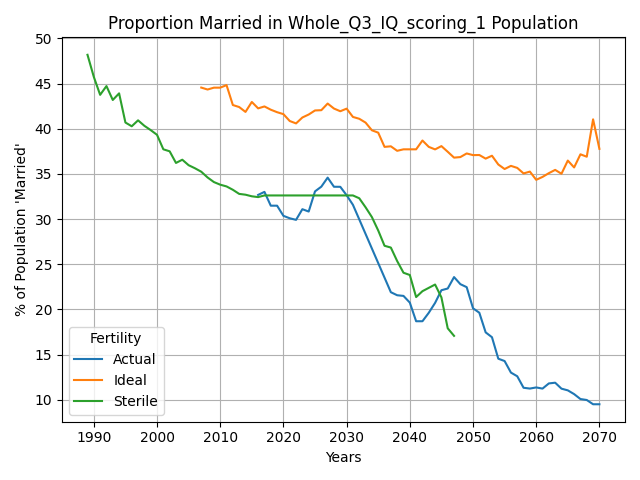 Proportion Married in Whole_Q3_IQ_scoring_1 Population
% of Population 'Married'
50
45
40
35
30
25
20
15
10
Fertility
Actual
Ideal
Sterile
1990 2000 2010 2020 2030 2040 2050 2060 2070
Years